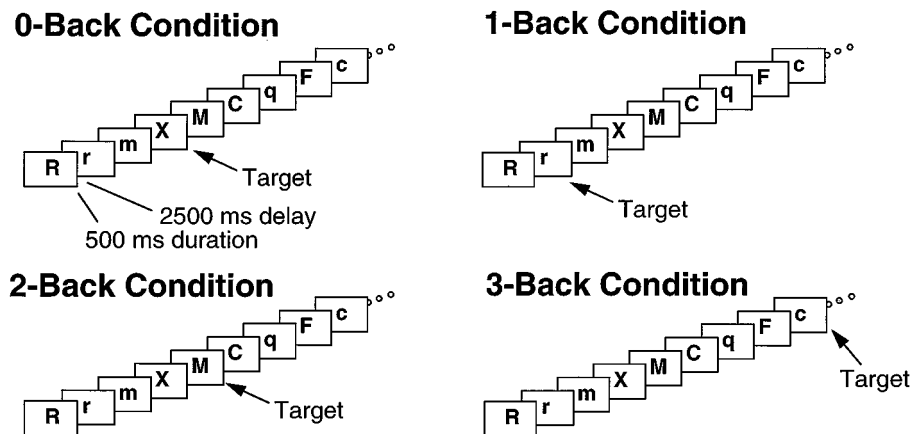 0-Back Condition
R r m X M C q F c
Target
2500 ms delay
500 ms duration
1-Back Condition
R r m X M C q F c
Target
2-Back Condition
R r m X M C q F c
Target
3-Back Condition
R r m X M C q F c
Target